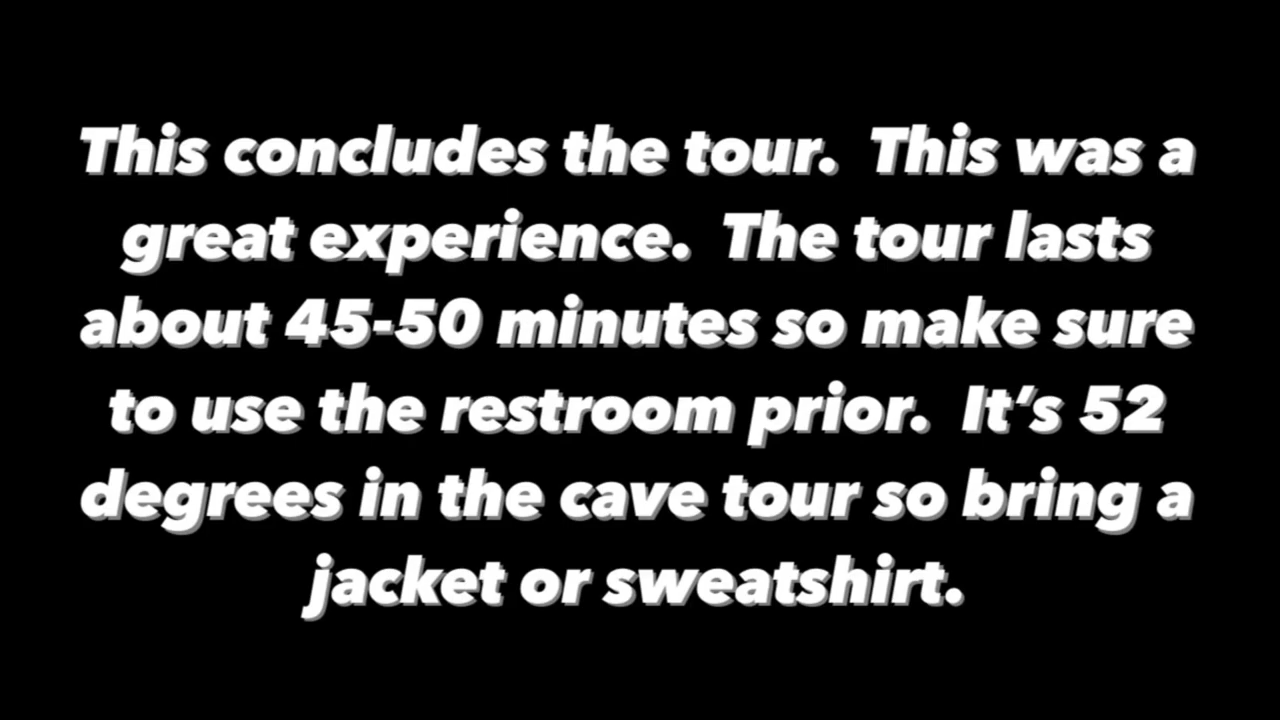 This concludes the tour.  This was a
great experience.  The tour lasts
about 45-50 minutes so make sure
to use the restroom prior.  It’s 52
degrees in the cave tour so bring a
jacket or sweatshirt.